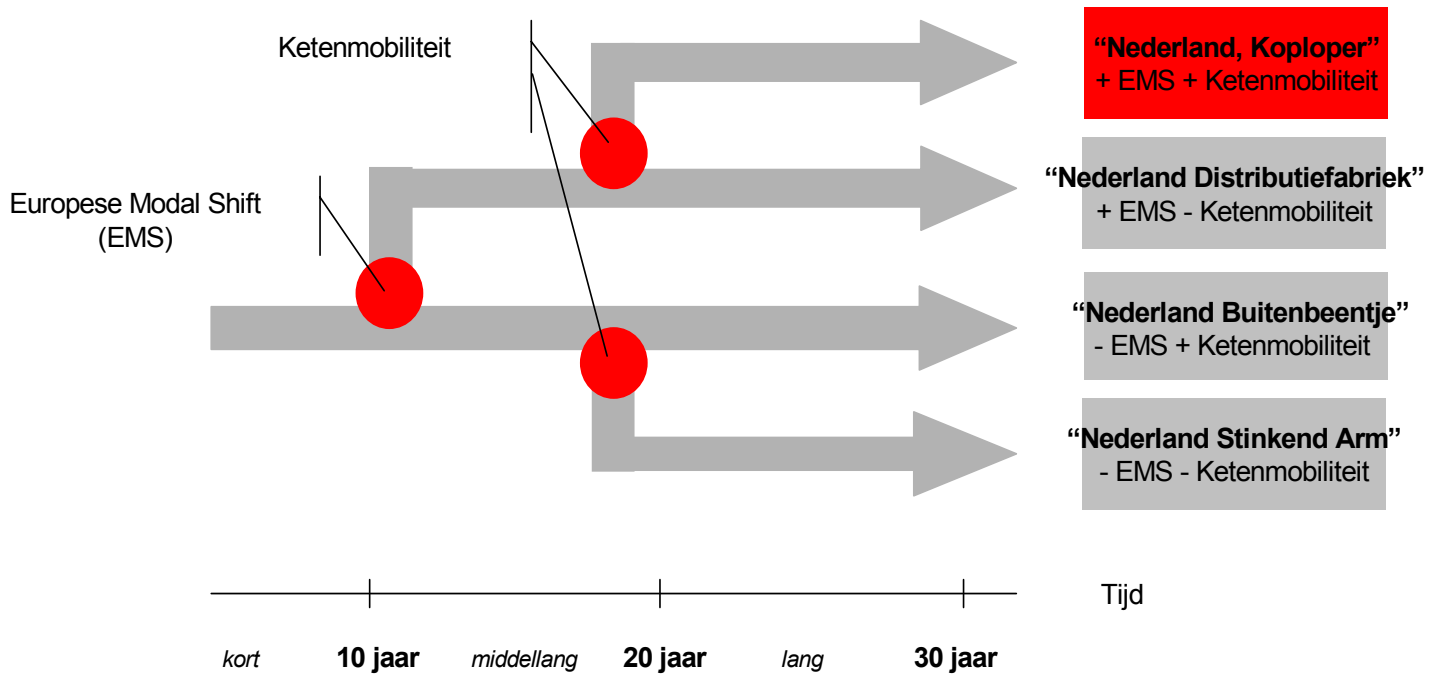 Ketenmobiliteit
“Nederland, Koploper”
+ EMS + Ketenmobiliteit
Europese Modal Shift
(EMS)
“Nederland Distributiefabriek”
+ EMS - Ketenmobiliteit
“Nederland Buitenbeentje”
- EMS + Ketenmobiliteit
“Nederland Stinkend Arm”
- EMS - Ketenmobiliteit
Tijd
kort 10 jaar middellang 20 jaar lang 30 jaar